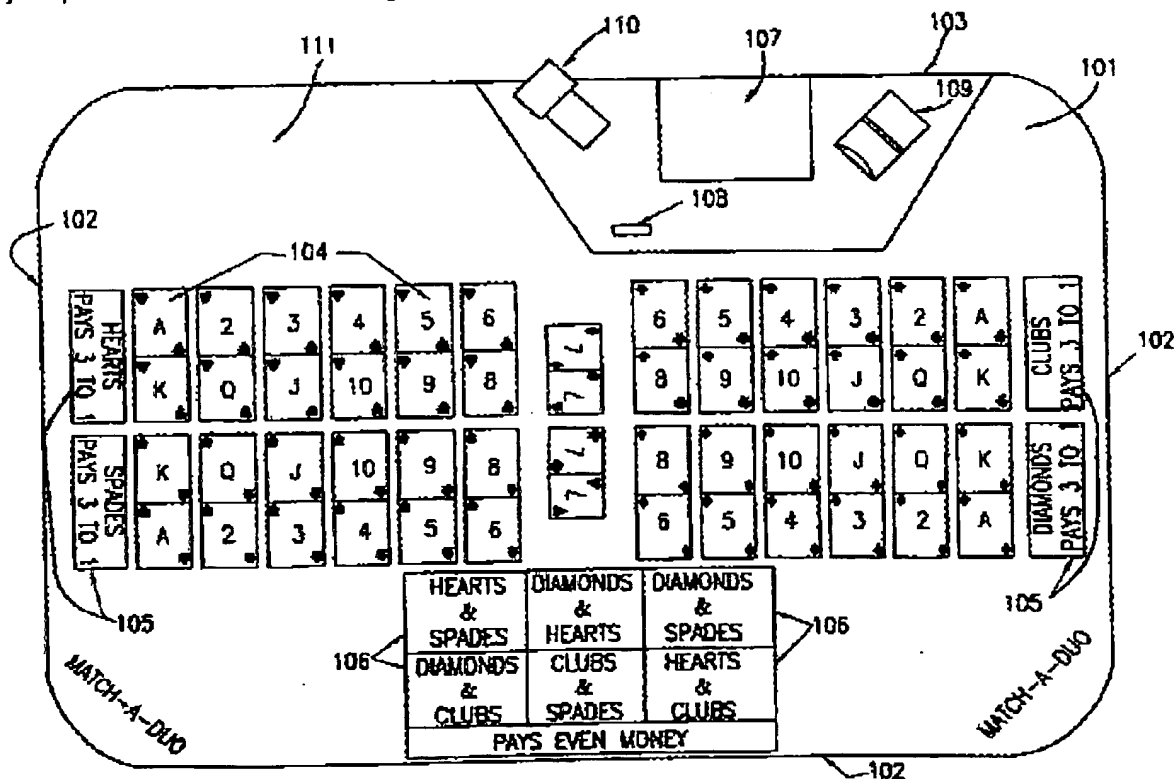 110
107
103
111
101
109
108
102
104
HEARTS
PAYS 3 TO 1
A 2 3 4 5 6
K Q J 10 9 8
7
7
6 5 4 3 2 A
8 9 10 J Q K
CLUBS
PAYS 3 TO 1
102
SPADES
PAYS 3 TO 1
K Q J 10 9 8
A 2 3 4 5 6
7
7
8 9 10 J Q K
6 5 4 3 2 A
DIAMONDS
PAYS 3 TO 1
105
105
HEARTS & SPADES
DIAMONDS & HEARTS
DIAMONDS & SPADES
106
106
DIAMONDS & CLUBS
CLUBS & SPADES
HEARTS & CLUBS
PAYS EVEN MONEY
MATCH-A-DUO
MATCH-A-DUO
102